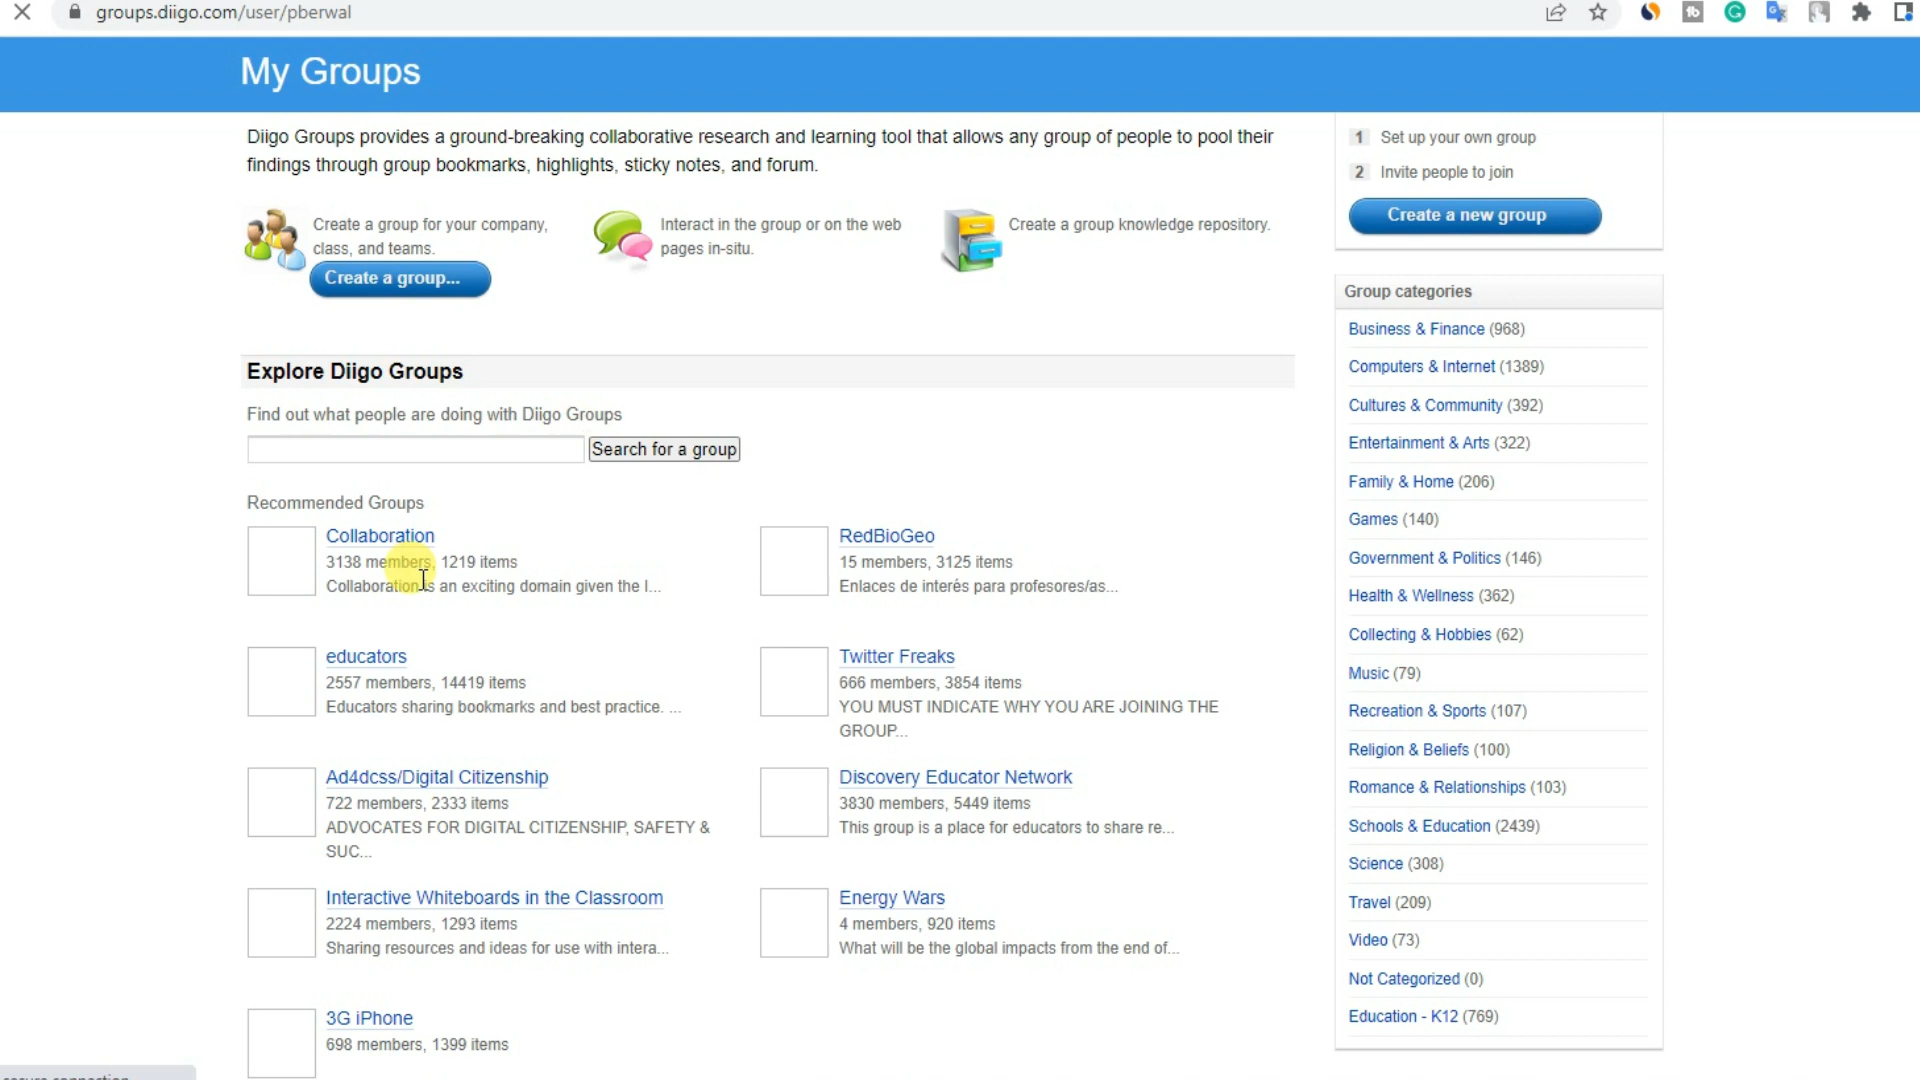 groups.diigo.com/user/pberwal
My Groups
Diigo Groups provides a ground-breaking collaborative research and learning tool that allows any group of people to pool their
findings through group bookmarks, highlights, sticky notes, and forum.
Create a group for your company,
class, and teams.
Create a group...
Interact in the group or on the web
pages in-situ.
Create a group knowledge repository.
Explore Diigo Groups
Find out what people are doing with Diigo Groups
Search for a group
Recommended Groups
Collaboration
3138 members, 1219 items
Collaboration is an exciting domain given the I...
RedBioGeo
15 members, 3125 items
Enlaces de interés para profesores/as...
educators
2557 members, 14419 items
Educators sharing bookmarks and best practice. ...
Twitter Freaks
666 members, 3854 items
YOU MUST INDICATE WHY YOU ARE JOINING THE
GROUP...
Ad4dcss/Digital Citizenship
722 members, 2333 items
ADVOCATES FOR DIGITAL CITIZENSHIP, SAFETY &
SUC...
Discovery Educator Network
3830 members, 5449 items
This group is a place for educators to share re...
Interactive Whiteboards in the Classroom
2224 members, 1293 items
Sharing resources and ideas for use with intera...
Energy Wars
4 members, 920 items
What will be the global impacts from the end of...
3G iPhone
698 members, 1399 items
1 Set up your own group
2 Invite people to join
Create a new group
Group categories
Business & Finance (968)
Computers & Internet (1389)
Cultures & Community (392)
Entertainment & Arts (322)
Family & Home (206)
Games (140)
Government & Politics (146)
Health & Wellness (362)
Collecting & Hobbies (62)
Music (79)
Recreation & Sports (107)
Religion & Beliefs (100)
Romance & Relationships (103)
Schools & Education (2439)
Science (308)
Travel (209)
Video (73)
Not Categorized (0)
Education - K12 (769)